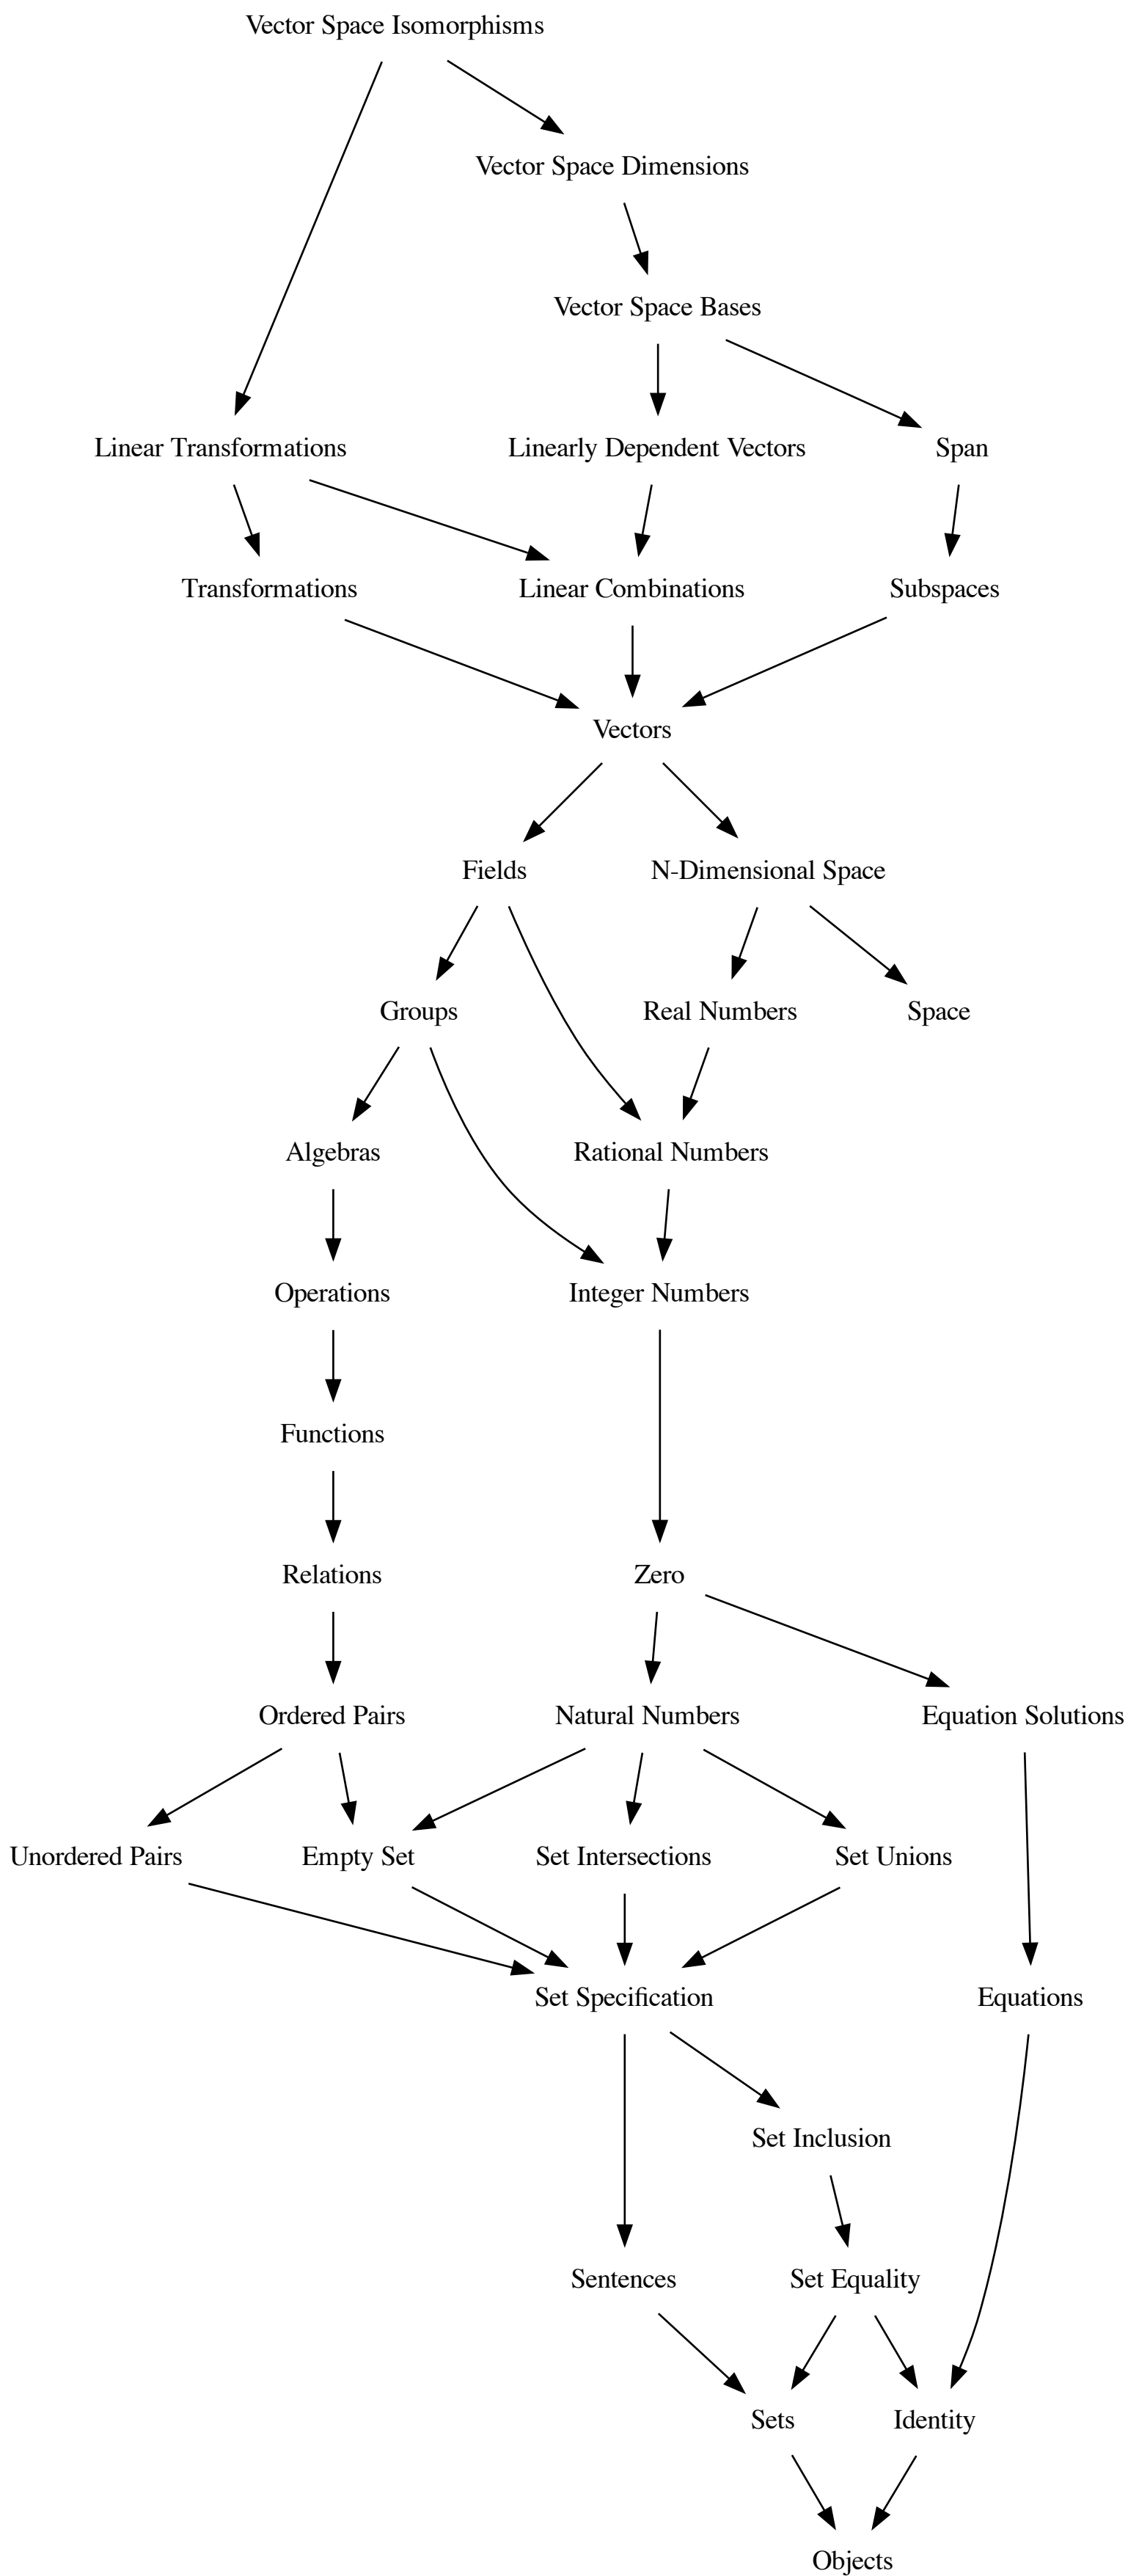 Vector Space Isomorphisms
Vector Space Dimensions
Vector Space Bases
Linear Transformations
Linearly Dependent Vectors
Span
Transformations
Linear Combinations
Subspaces
Vectors
Fields
N-Dimensional Space
Groups
Real Numbers
Space
Algebras
Rational Numbers
Operations
Integer Numbers
Functions
Relations
Zero
Ordered Pairs
Natural Numbers
Equation Solutions
Unordered Pairs
Empty Set
Set Intersections
Set Unions
Set Specification
Equations
Set Inclusion
Sentences
Set Equality
Sets
Identity
Objects